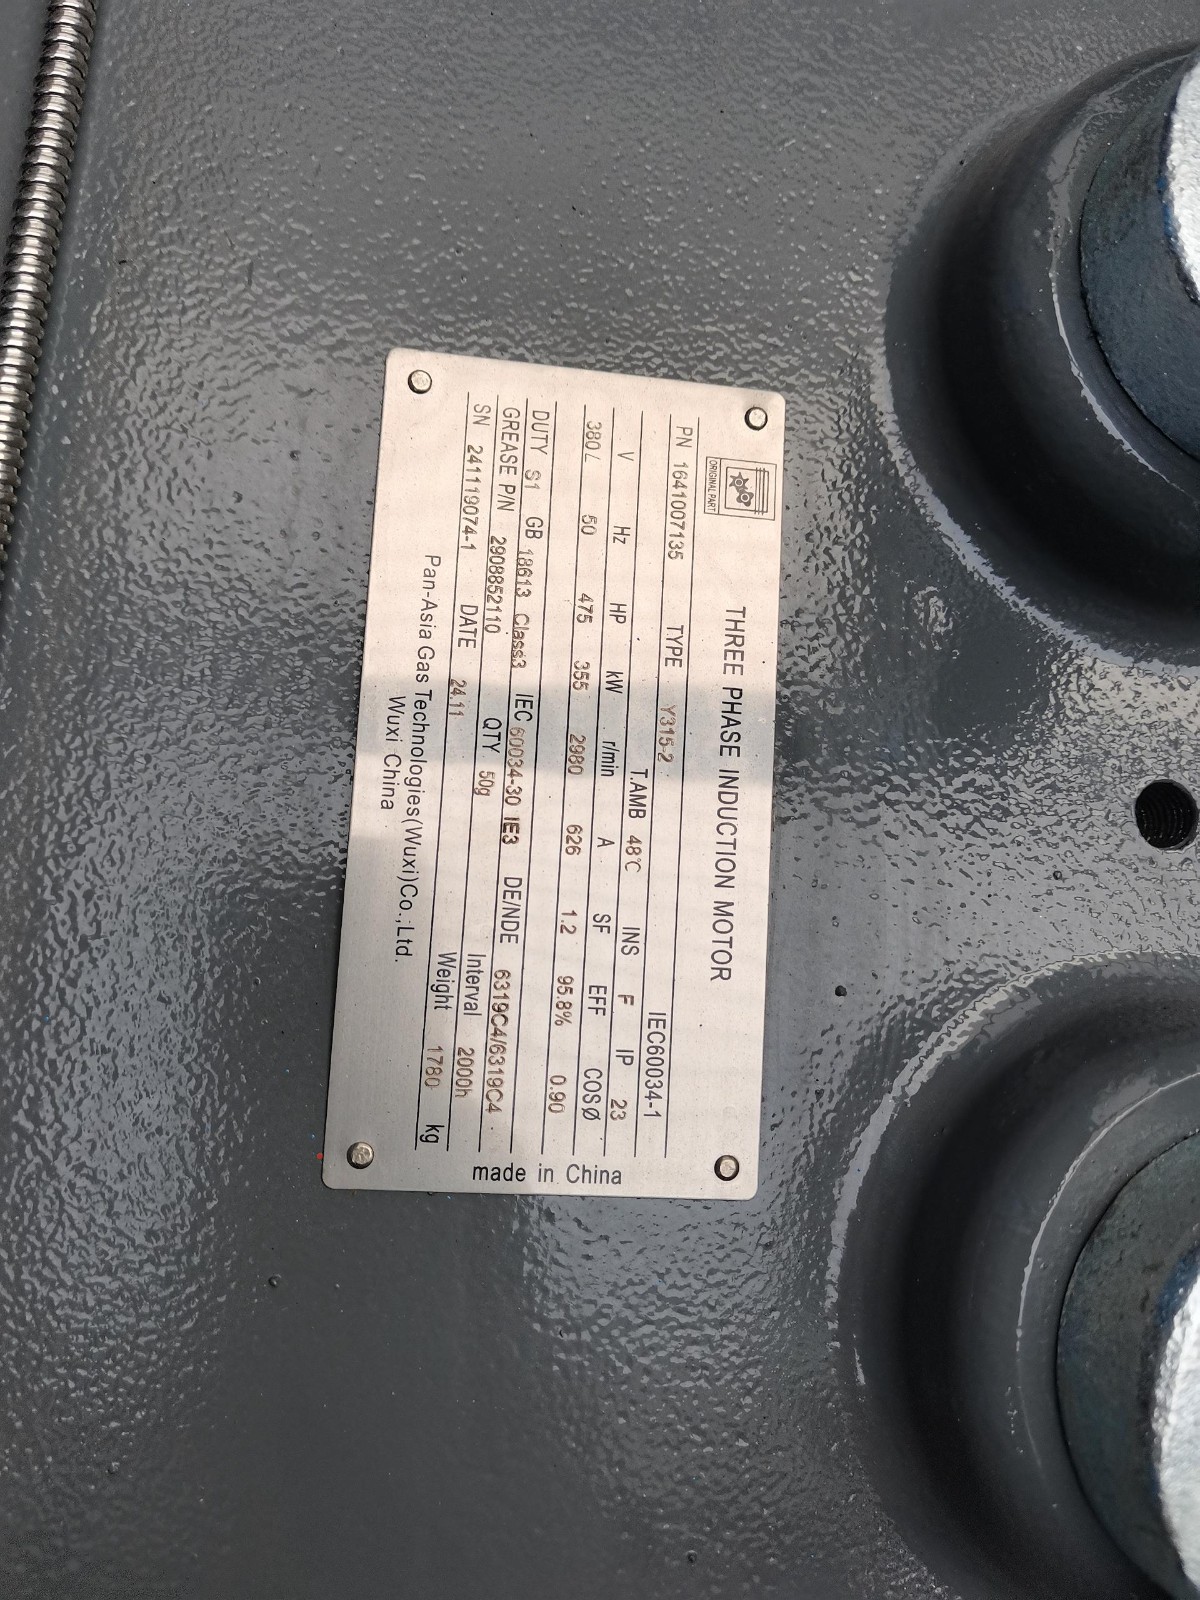 ORIGINAL PART
THREE PHASE INDUCTION MOTOR
PN 1641007135 TYPE Y315-2 IEC60034-1
T.AMB 48℃ INS F IP 23
V Hz HP kW r/min A SF EFF COSØ
380∠ 50 475 355 2980 626 1.2 95.8% 0.90
DUTY S1 GB 18613 Class3 IEC 60034-30 IE3 DE/NDE 6319C4/6319C4
GREASE P/N 2908852110 QTY 50g Interval 2000h
SN 241119074-1 DATE 24.11 Weight 1780 kg
Pan-Asia Gas Technologies(Wuxi)Co.,Ltd.
Wuxi China
made in China